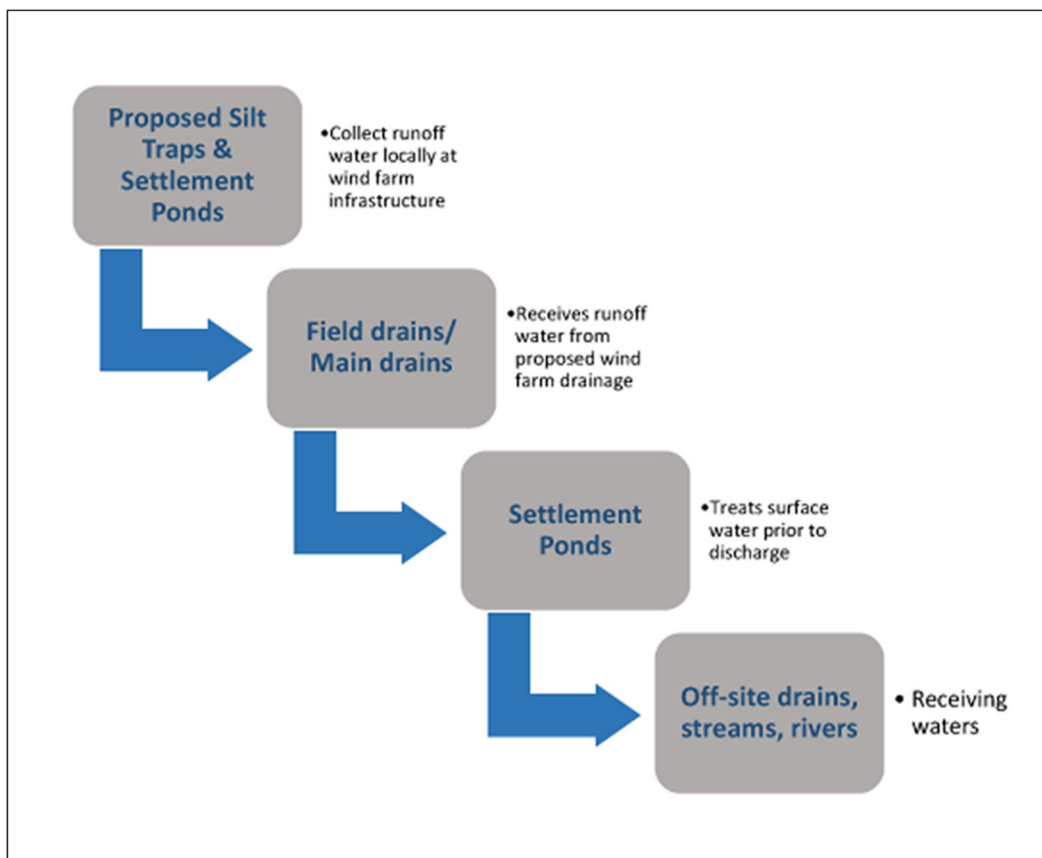 Proposed Silt
Traps &
Settlement
Ponds
•Collect runoff
water locally at
wind farm
infrastructure
Field drains/
Main drains
•Receives runoff
water from
proposed wind
farm drainage
Settlement
Ponds
•Treats surface
water prior to
discharge
Off-site drains,
streams, rivers
• Receiving
waters